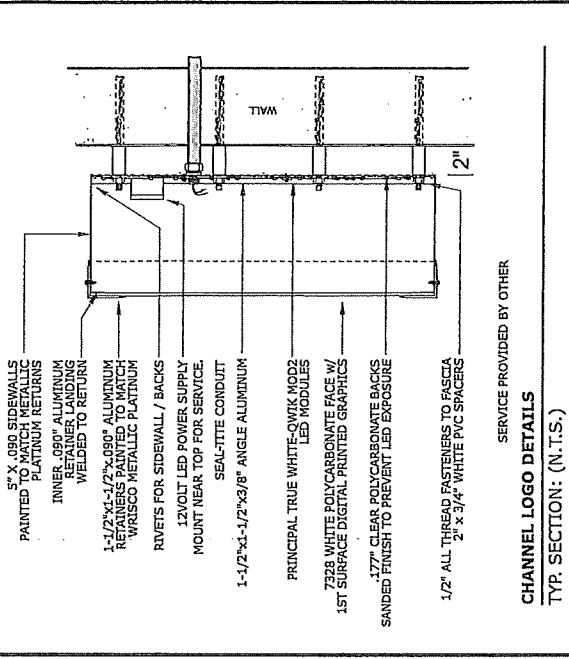 5" X .090 SIDEWALLS
PAINTED TO MATCH METALLIC
PLATINUM RETURNS
INNER .090" ALUMINUM
RETAINER LANDING
WELDED TO RETURN
1-1/2"x1-1/2"x.090" ALUMINUM
RETAINERS PAINTED TO MATCH
WRISCO METALLIC PLATINUM
RIVETS FOR SIDEWALL / BACKS
12VOLT LED POWER SUPPLY
MOUNT NEAR TOP FOR SERVICE.
SEAL-TITE CONDUIT
1-1/2"x1-1/2"x3/8" ANGLE ALUMINUM
PRINCIPAL TRUE WHITE-QWIK MOD2
LED MODULES
7328 WHITE POLYCARBONATE FACE W/
1ST SURFACE DIGITAL PRINTED GRAPHICS
.177" CLEAR POLYCARBONATE BACKS
SANDED FINISH TO PREVENT LED EXPOSURE
1/2" ALL THREAD FASTENERS TO FASCIA
2" x 3/4" WHITE PVC SPACERS
WALL
2"
SERVICE PROVIDED BY OTHER
CHANNEL LOGO DETAILS
TYP. SECTION: (N.T.S.)